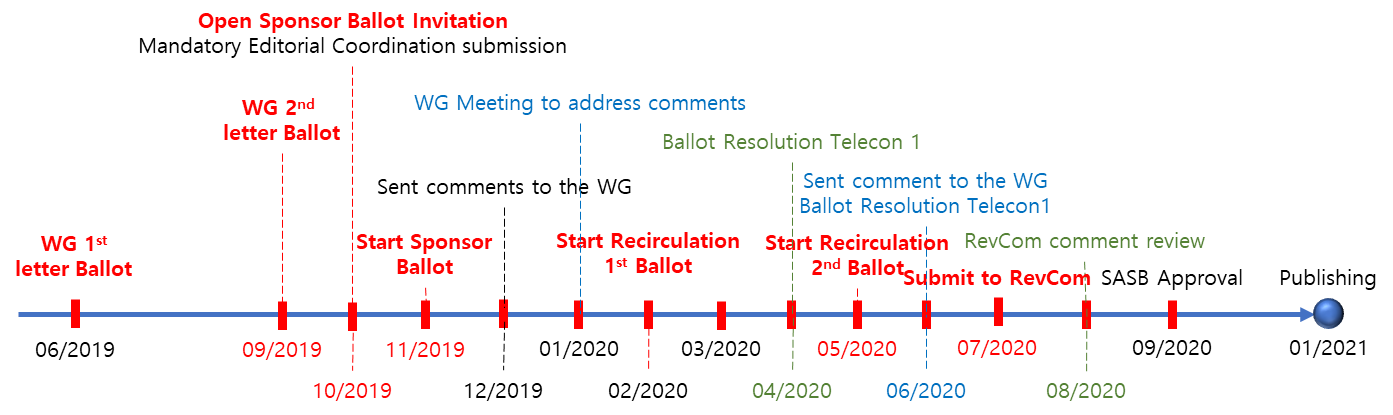 Open Sponsor Ballot Invitation
Mandatory Editorial Coordination submission
WG 2nd
letter Ballot
WG Meeting to address comments
Ballot Resolution Telecon 1
Sent comments to the WG
Sent comment to the WG
Ballot Resolution Telecon1
WG 1st
letter Ballot
Start Sponsor
Ballot
Start Recirculation
1st Ballot
Start Recirculation
2nd Ballot
RevCom comment review
Submit to RevCom
SASB Approval
Publishing
06/2019
09/2019
10/2019
11/2019
12/2019
01/2020
02/2020
03/2020
04/2020
05/2020
06/2020
07/2020
08/2020
09/2020
01/2021